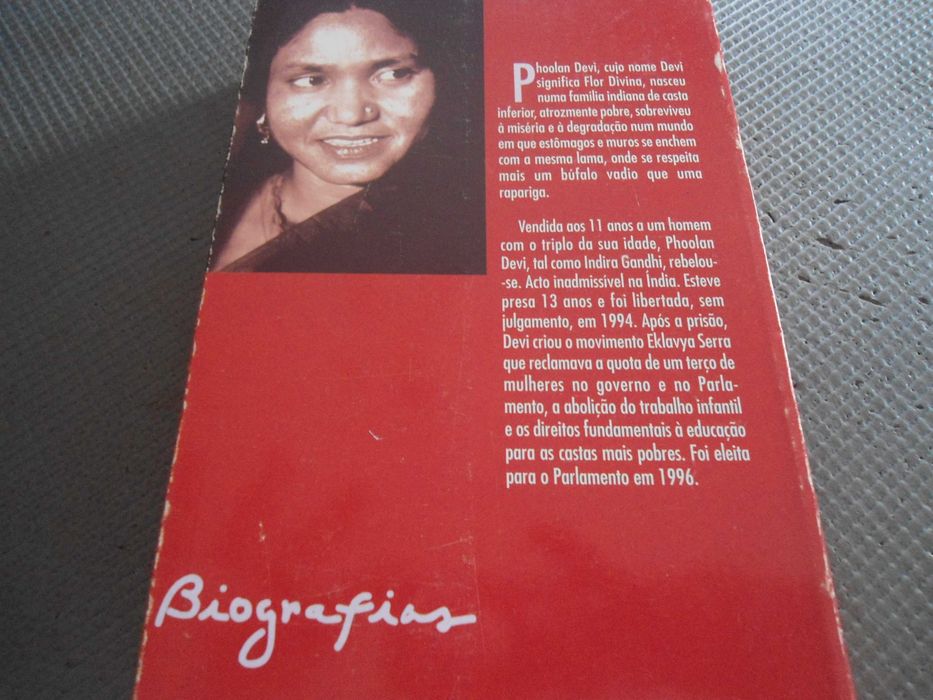 Phoolan Devi, cujo nome Devi
significa Flor Divina, nasceu
numa família indiana de casta
inferior, atrozmente pobre, sobreviveu
à miséria e à degradação num mundo
em que estômagos e muros se enchem
com a mesma lama, onde se respeita
mais um búfalo vadio que uma
rapariga.
Vendida aos 11 anos a um homem
com o triplo da sua idade, Phoolan
Devi, tal como Indira Gandhi, rebelou-
-se. Acto inadmissível na Índia. Esteve
presa 13 anos e foi libertada, sem
julgamento, em 1994. Após a prisão,
Devi criou o movimento Eklavya Serra
que reclamava a quota de um terço de
mulheres no governo e no Parla-
mento, a abolição do trabalho infantil
e os direitos fundamentais à educação
para as castas mais pobres. Foi eleita
para o Parlamento em 1996.
Biografias